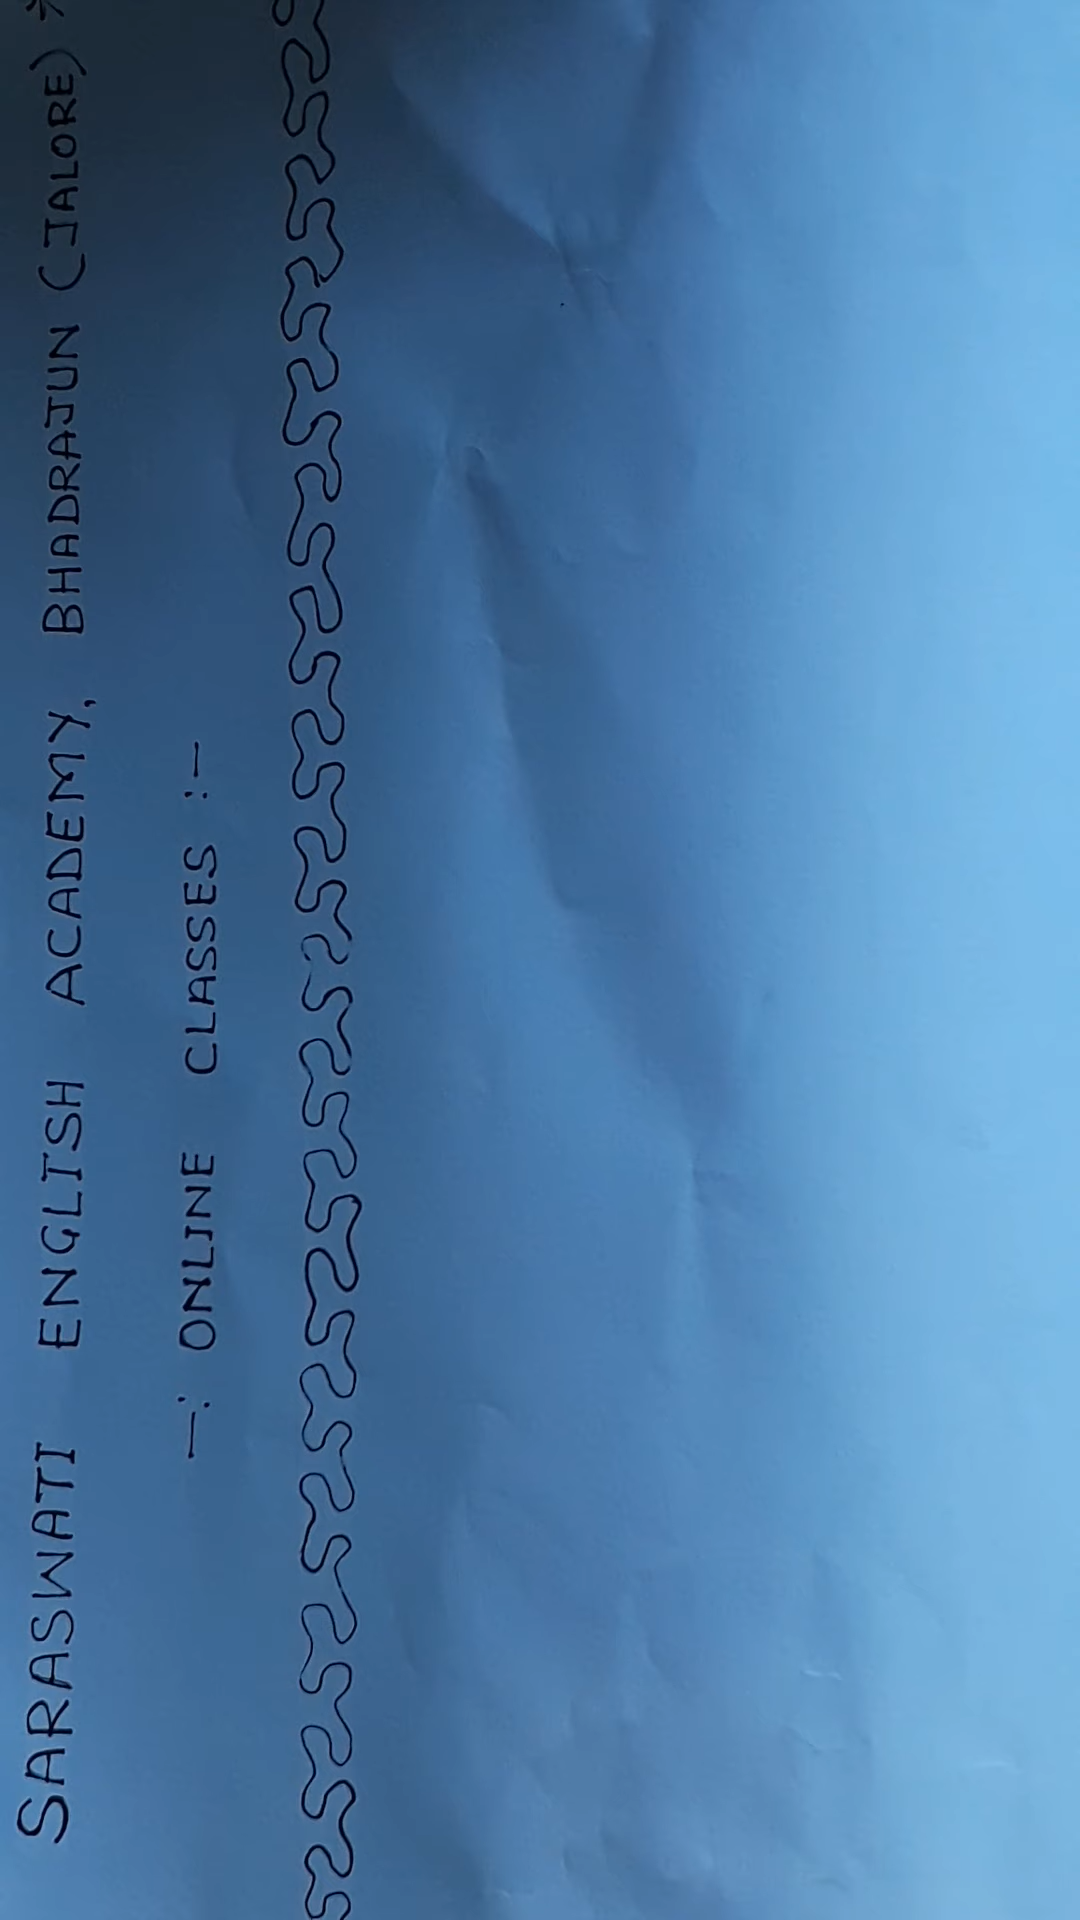 SARASWATI ENGLISH ACADEMY, BHADRAJUN (JALORE) *
-: ONLINE CLASSES :-